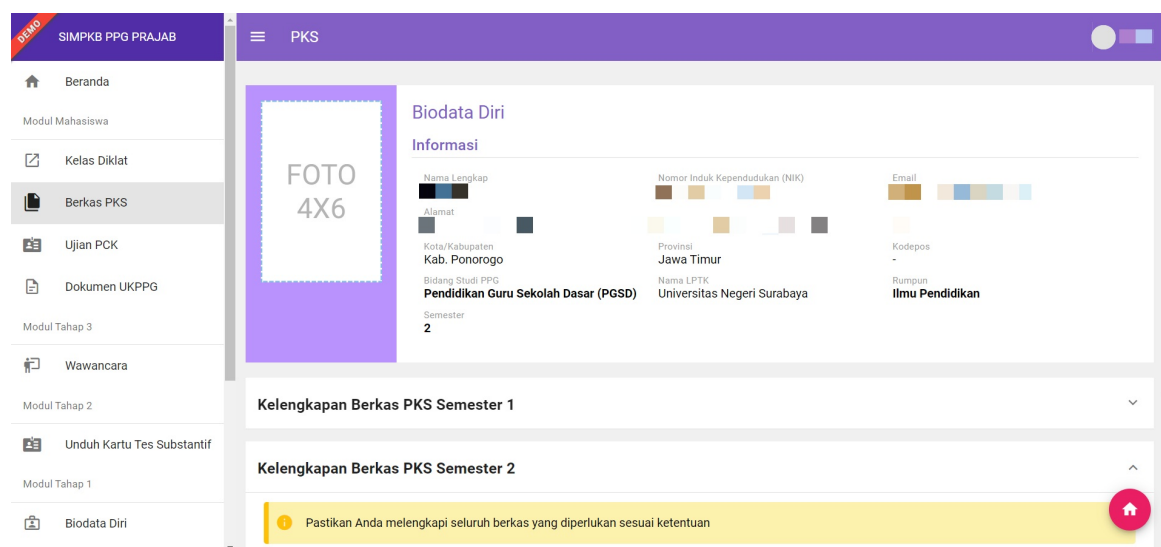 DEMO
SIMPKB PPG PRAJAB
PKS
Beranda
Modul Mahasiswa
Kelas Diklat
Berkas PKS
Ujian PCK
Dokumen UKPPG
Modul Tahap 3
Wawancara
Modul Tahap 2
Unduh Kartu Tes Substantif
Modul Tahap 1
Biodata Diri
FOTO
4X6
Biodata Diri
Informasi
Nama Lengkap
Nomor Induk Kependudukan (NIK)
Email
Alamat
Kota/Kabupaten
Provinsi
Kodepos
Kab. Ponorogo
Jawa Timur
-
Bidang Studi PPG
Nama LPTK
Rumpun
Pendidikan Guru Sekolah Dasar (PGSD)
Universitas Negeri Surabaya
Ilmu Pendidikan
Semester
2
Kelengkapan Berkas PKS Semester 1
Kelengkapan Berkas PKS Semester 2
Pastikan Anda melengkapi seluruh berkas yang diperlukan sesuai ketentuan